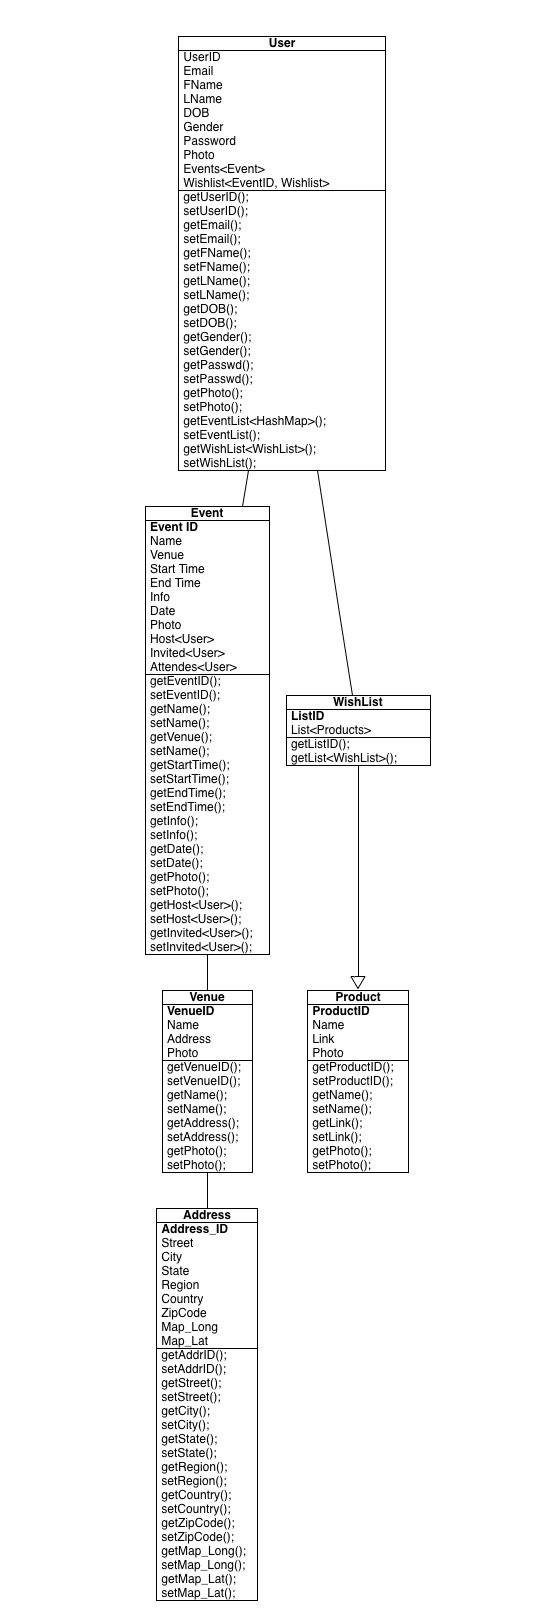 User
UserID
Email
FName
LName
DOB
Gender
Password
Photo
Events<Event>
Wishlist<EventID, Wishlist>
getUserID();
setUserID();
getEmail();
setEmail();
getFName();
setFName();
getLName();
setLName();
getDOB();
setDOB();
getGender();
setGender();
getPasswd();
setPasswd();
getPhoto();
setPhoto();
getEventList<HashMap>();
setEventList();
getWishList<WishList>();
setWishList();
Event
Event ID
Name
Venue
Start Time
End Time
Info
Date
Photo
Host<User>
Invited<User>
Attendes<User>
getEventID();
setEventID();
getName();
setName();
getVenue();
setName();
getStartTime();
setStartTime();
getEndTime();
setEndTime();
getInfo();
setInfo();
getDate();
setDate();
getPhoto();
setPhoto();
getHost<User>();
setHost<User>();
getInvited<User>();
setInvited<User>();
WishList
ListID
List<Products>
getListID();
getList<WishList>();
Venue
VenueID
Name
Address
Photo
getVenueID();
setVenueID();
getName();
setName();
getAddress();
setAddress();
getPhoto();
setPhoto();
Product
ProductID
Name
Link
Photo
getProductID();
setProductID();
getName();
setName();
getLink();
setLink();
getPhoto();
setPhoto();
Address
Address_ID
Street
City
State
Region
Country
ZipCode
Map_Long
Map_Lat
getAddrID();
setAddrID();
getStreet();
setStreet();
getCity();
setCity();
getState();
setState();
getRegion();
setRegion();
getCountry();
setCountry();
getZipCode();
setZipCode();
getMap_Long();
setMap_Long();
getMap_Lat();
setMap_Lat();